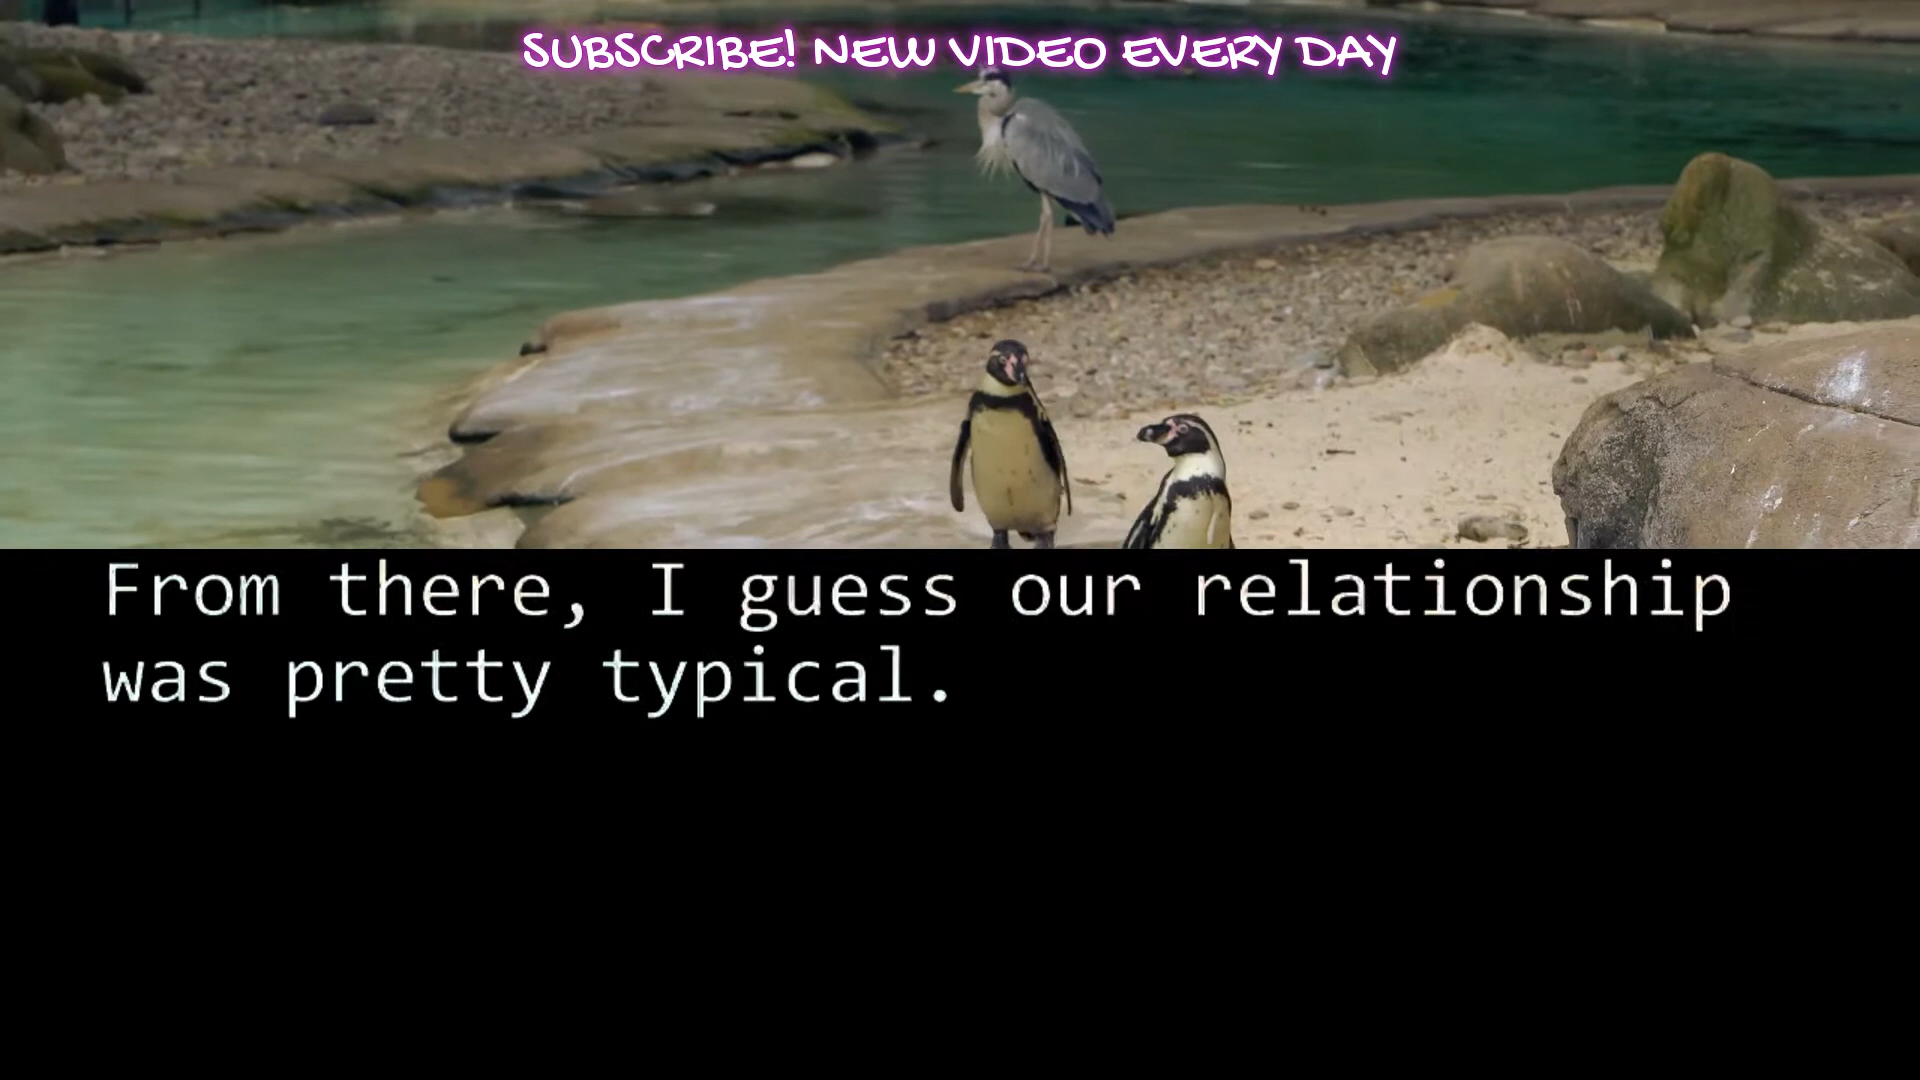 SUBSCRIBE! NEW VIDEO EVERY DAY
From there, I guess our relationship
was pretty typical.